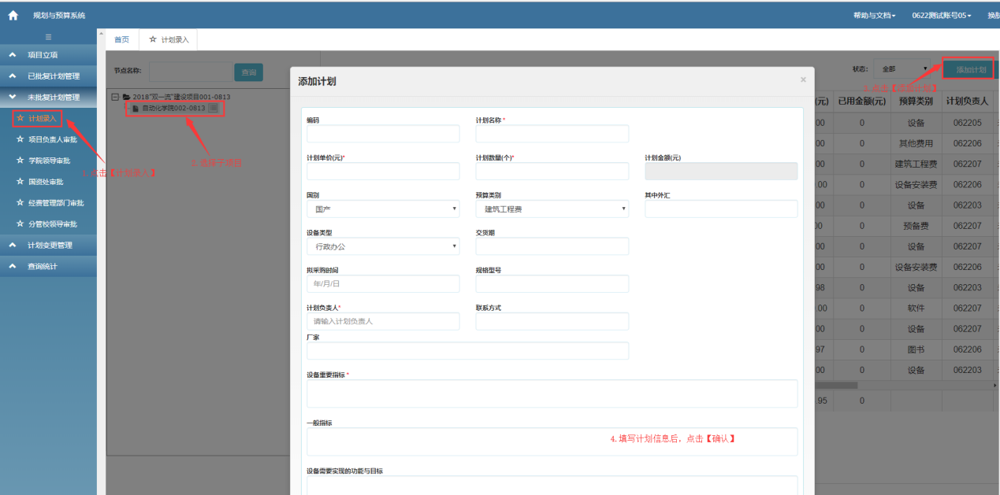 规划与预算系统
帮助与文档
0622测试账号05
换肤
项目立项
已批复计划管理
未批复计划管理
计划录入
项目负责人审批
学院领导审批
国资处审批
经费管理部门审批
分管校领导审批
计划变更管理
查询统计
首页
计划录入
节点名称:
查询
2018"双一流"建设项目001-0813
自动化学院002-0813
1.点击【计划录入】
2.选择子项目
状态:
全部
添加计划
3.点击【添加计划】
添加计划
×
编码
计划名称*
计划单价(元)*
计划数量(个)*
计划金额(元)
国别
预算类别
其中外汇
国产
建筑工程费
设备类型
交货期
行政办公
拟采购时间
规格型号
年/月/日
计划负责人*
联系方式
请输入计划负责人
厂家
设备重要指标*
一般指标
4.填写计划信息后，点击【确认】
设备需要实现的功能与目标
(元) 已用金额(元) 预算类别 计划负责人
00 0 设备 062205
00 0 其他费用 062206
00 0 建筑工程费 062207
.00 0 设备安装费 062206
00 0 设备 062203
00 0 预备费 062207
00 0 设备 062207
00 0 设备安装费 062206
98 0 设备 062203
.00 0 软件 062207
00 0 设备 062207
97 0 图书 062206
00 0 设备 062203
.95 0